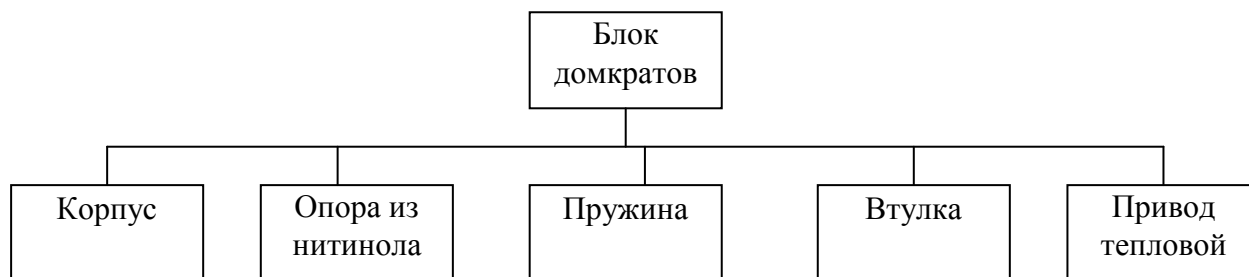 Блок
домкратов
Корпус
Опора из
нитинола
Пружина
Втулка
Привод
тепловой